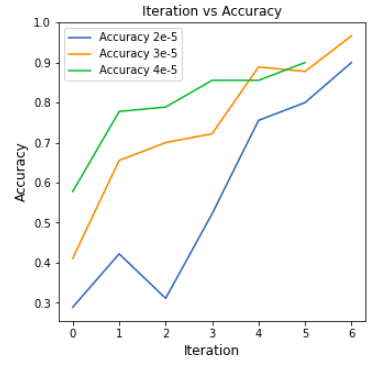 Iteration vs Accuracy
Accuracy 2e-5
Accuracy 3e-5
Accuracy 4e-5
1.0
0.9
0.8
0.7
0.6
0.5
0.4
0.3
Accuracy
0 1 2 3 4 5 6
Iteration